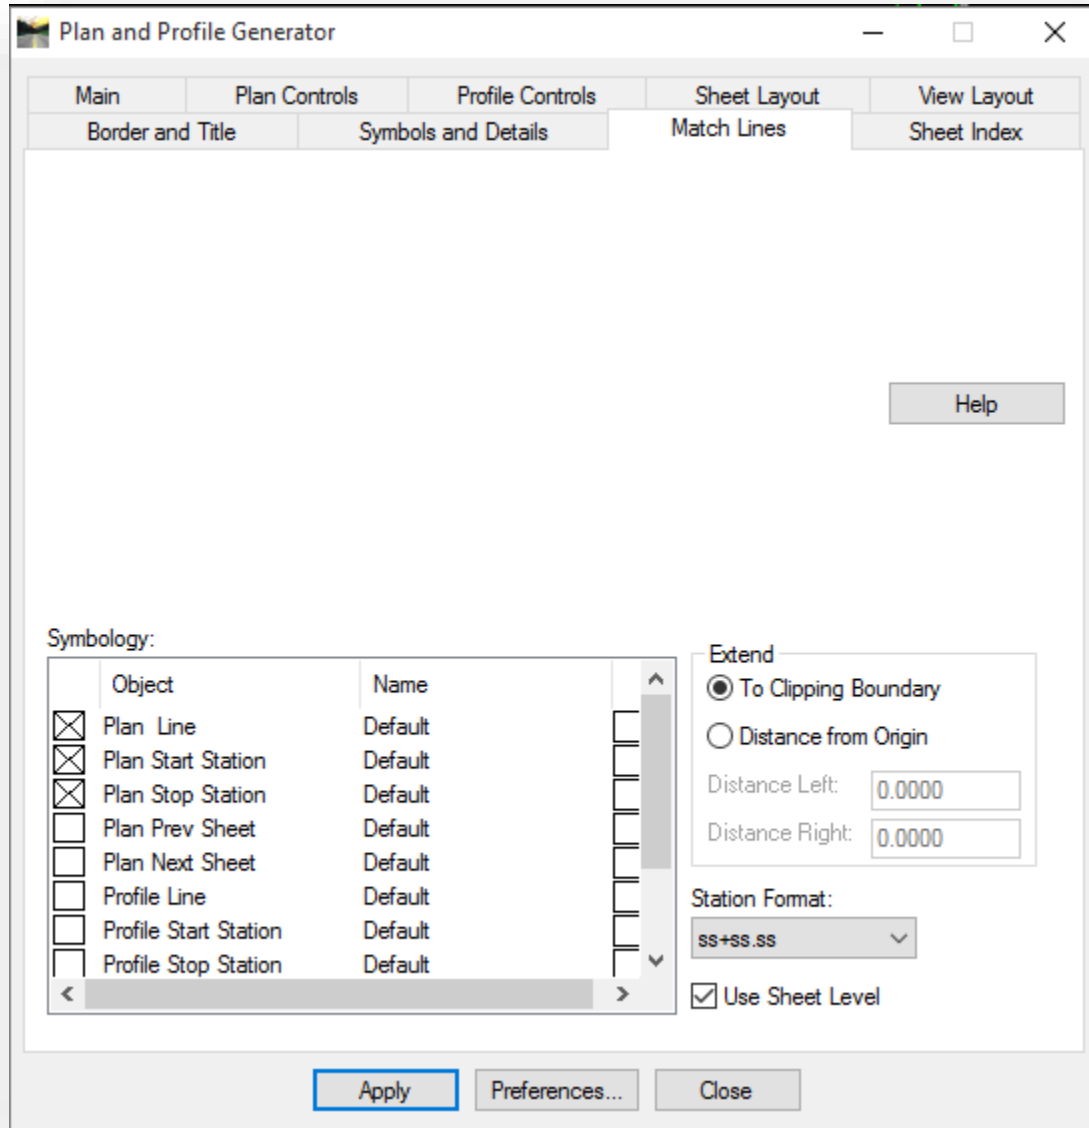 Plan and Profile Generator
Main Plan Controls Profile Controls Sheet Layout View Layout
Border and Title Symbols and Details Match Lines Sheet Index
Help
Symbology:
Object Name
Plan Line Default
Plan Start Station Default
Plan Stop Station Default
Plan Prev Sheet Default
Plan Next Sheet Default
Profile Line Default
Profile Start Station Default
Profile Stop Station Default
Extend
To Clipping Boundary
Distance from Origin
Distance Left: 0.0000
Distance Right: 0.0000
Station Format:
ss+ss.ss
Use Sheet Level
Apply Preferences... Close